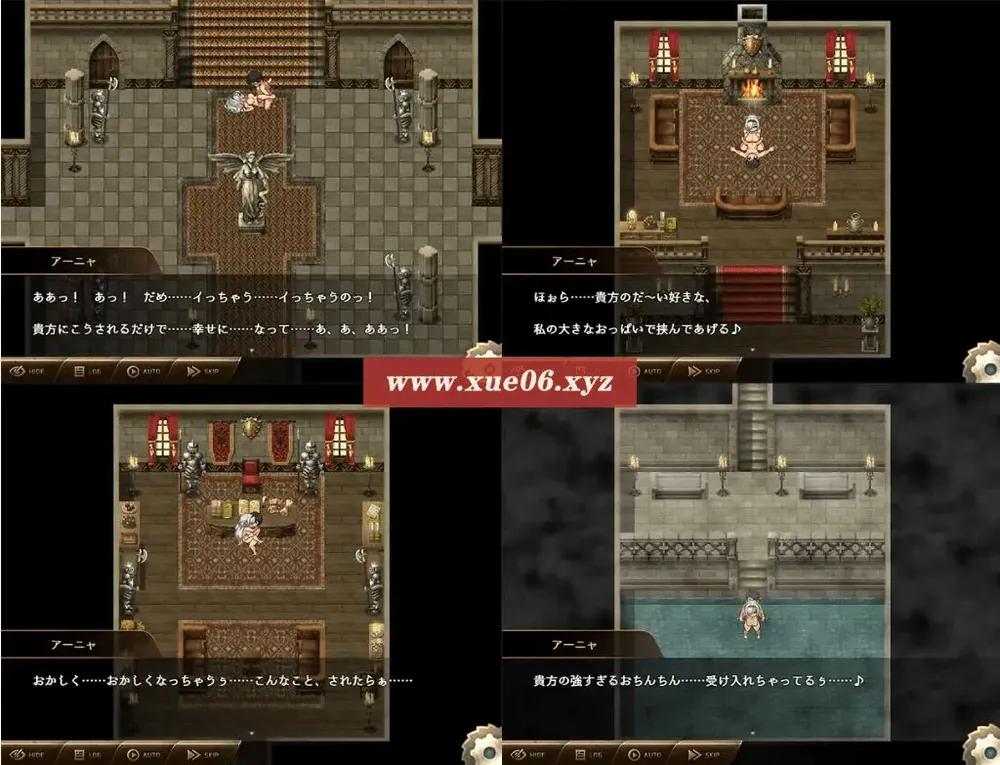 アーニャ
ああっ！　あっ！　だめ……イっちゃう……イっちゃうのっ！
貴方にこうされるだけで……幸せに……なって……あ、あ、ああっ！
HIDE LOG AUTO SKIP
アーニャ
ほぉら……貴方のだ～い好きな、
私の大きなおっぱいで挟んであげる♪
AUTO SKIP
www.xue06.xyz
アーニャ
おかしく……おかしくなっちゃうぅ……こんなこと、されたらぁ……
HIDE LOG AUTO SKIP
アーニャ
貴方の強すぎるおちんちん……受け入れちゃってるぅ……♪
HIDE LOG AUTO SKIP